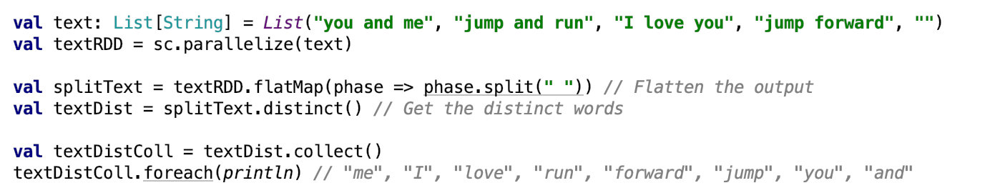 val text: List[String] = List("you and me", "jump and run", "I love you", "jump forward", "")
val textRDD = sc.parallelize(text)
val splitText = textRDD.flatMap(phase => phase.split(" ")) // Flatten the output
val textDist = splitText.distinct() // Get the distinct words
val textDistColl = textDist.collect()
textDistColl.foreach(println) // "me", "I", "love", "run", "forward", "jump", "you", "and"